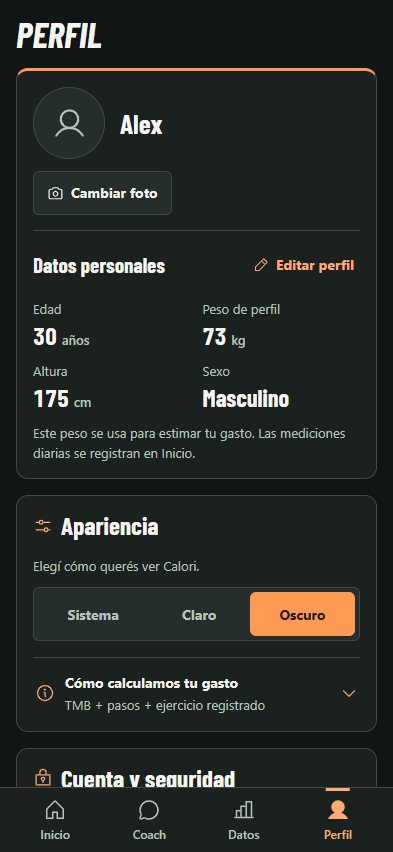 PERFIL
Alex
Cambiar foto
Datos personales
Editar perfil
Edad
Peso de perfil
30 años
73 kg
Altura
Sexo
175 cm
Masculino
Este peso se usa para estimar tu gasto. Las mediciones
diarias se registran en Inicio.
Apariencia
Elegí cómo querés ver Calori.
Sistema
Claro
Oscuro
Cómo calculamos tu gasto
TMB + pasos + ejercicio registrado
Cuenta y seguridad
Inicio
Coach
Datos
Perfil